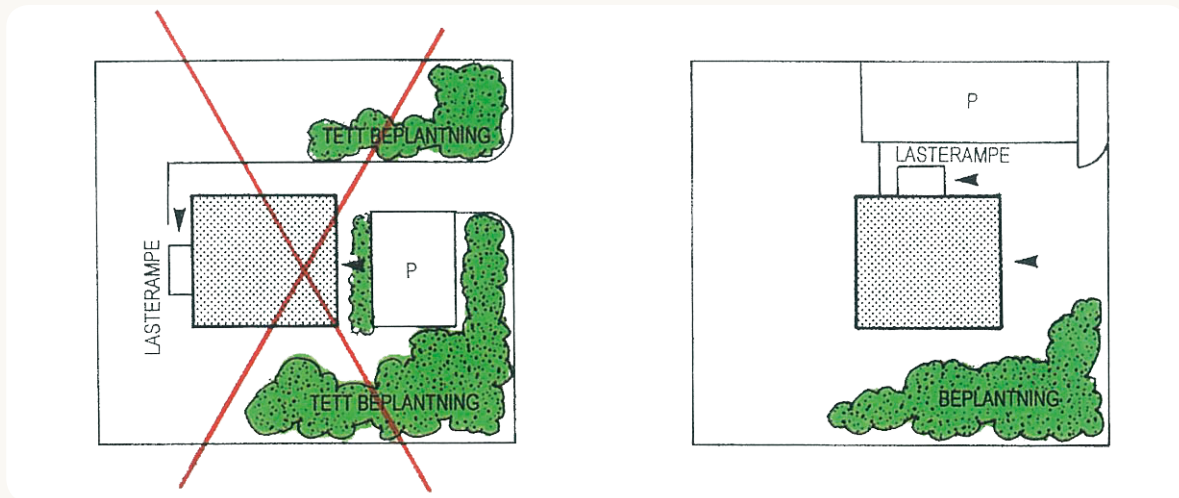 TETT BEPLANTNING
LASTERAMPE
P
TETT BEPLANTNING
P
LASTERAMPE
BEPLANTNING